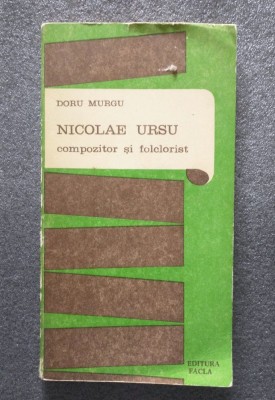 DORU MURGU
NICOLAE URSU
compozitor și folclorist
EDITURA
FACLA